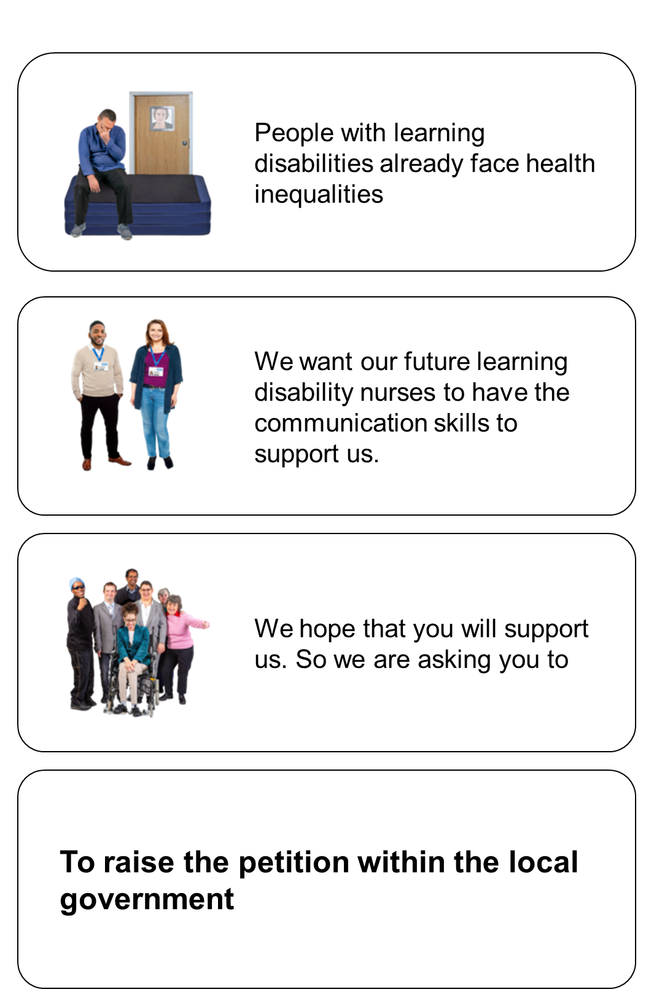 People with learning
disabilities already face health
inequalities
We want our future learning
disability nurses to have the
communication skills to
support us.
We hope that you will support
us. So we are asking you to
To raise the petition within the local
government